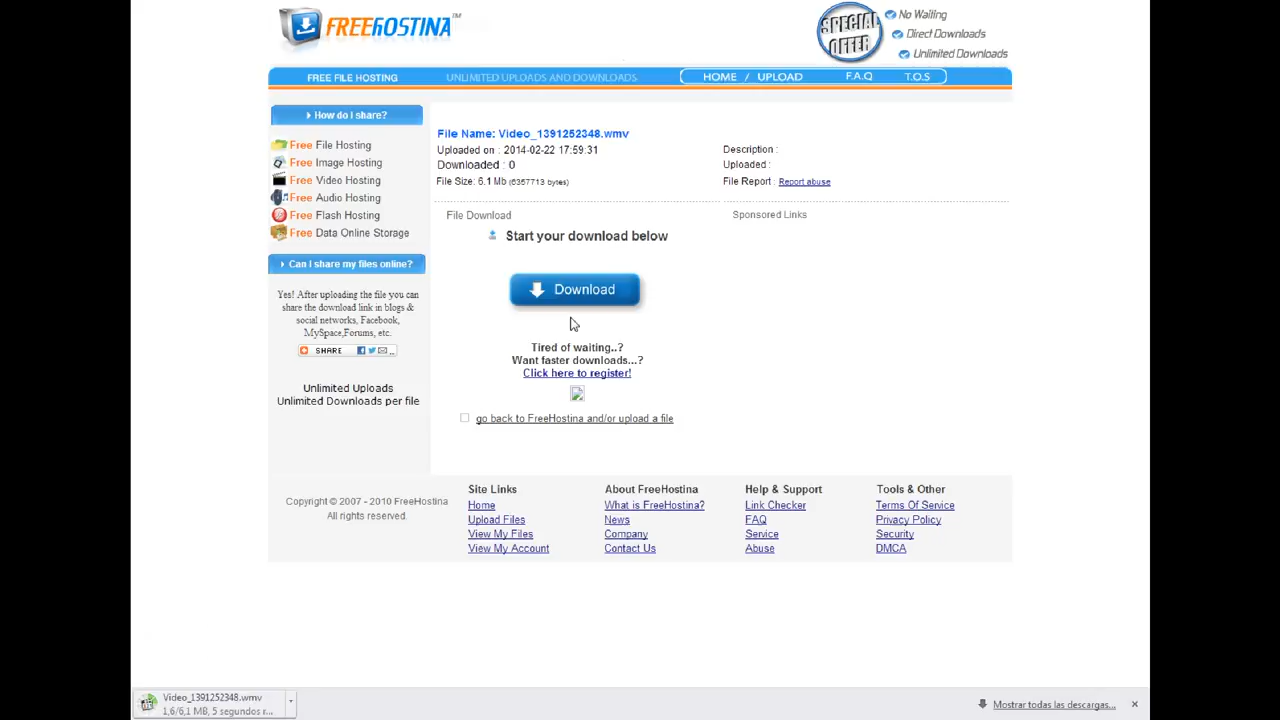 FREEHOSTINA™
SPECIAL OFFER
No Waiting
Direct Downloads
Unlimited Downloads
FREE FILE HOSTING
UNLIMITED UPLOADS AND DOWNLOADS
HOME / UPLOAD
F.A.Q
T.O.S
How do i share?
Free File Hosting
Free Image Hosting
Free Video Hosting
Free Audio Hosting
Free Flash Hosting
Free Data Online Storage
Can I share my files online?
Yes! After uploading the file you can
share the download link in blogs &
social networks, Facebook,
MySpace,Forums, etc.
SHARE
Unlimited Uploads
Unlimited Downloads per file
File Name: Video_1391252348.wmv
Uploaded on : 2014-02-22 17:59:31
Downloaded : 0
File Size: 6.1 Mb (6357713 bytes)
Description :
Uploaded :
File Report : Report abuse
File Download
Sponsored Links
Start your download below
Download
Tired of waiting..?
Want faster downloads...?
Click here to register!
go back to FreeHostina and/or upload a file
Copyright © 2007 - 2010 FreeHostina
All rights reserved.
Site Links
Home
Upload Files
View My Files
View My Account
About FreeHostina
What is FreeHostina?
News
Company
Contact Us
Help & Support
Link Checker
FAQ
Service
Abuse
Tools & Other
Terms Of Service
Privacy Policy
Security
DMCA
Video_1391252348.wmv
1,6/6,1 MB, 5 segundos r...
Mostrar todas las descargas...